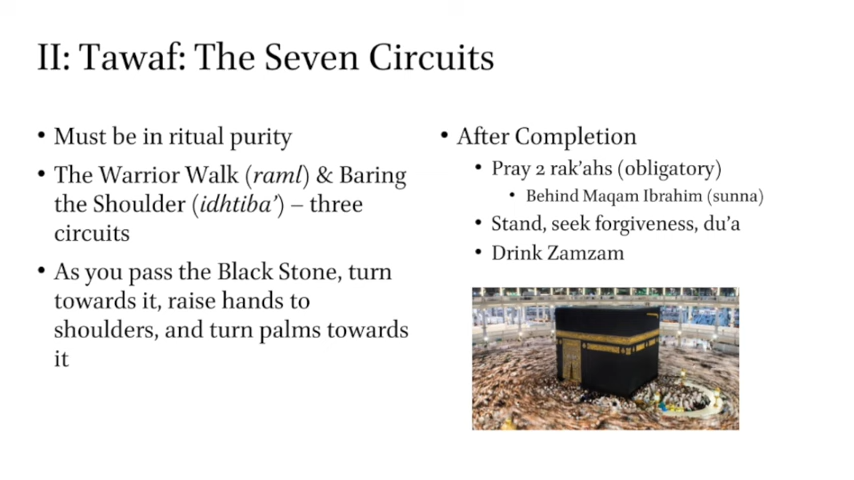 II: Tawaf: The Seven Circuits
• Must be in ritual purity
• The Warrior Walk (raml) & Baring
the Shoulder (idhtiba’) – three
circuits
• As you pass the Black Stone, turn
towards it, raise hands to
shoulders, and turn palms towards
it
• After Completion
• Pray 2 rak’ahs (obligatory)
• Behind Maqam Ibrahim (sunna)
• Stand, seek forgiveness, du’a
• Drink Zamzam